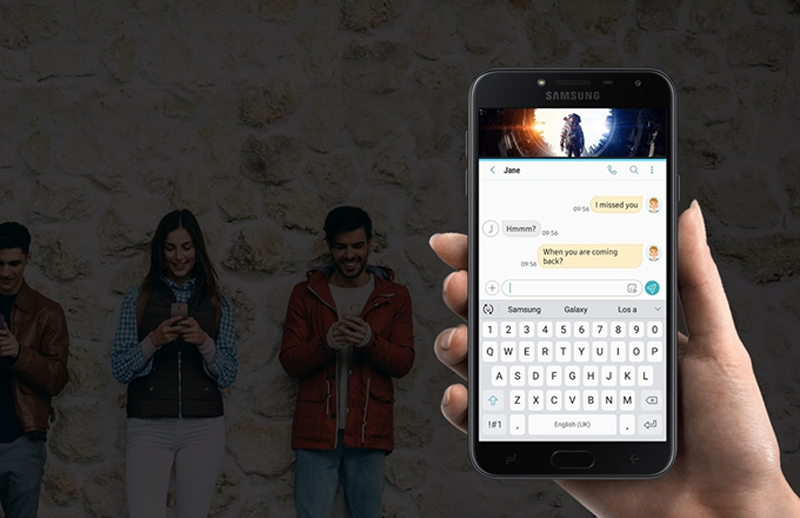 SAMSUNG
Jane
I missed you
09:56
J
Hmmm?
09:56
When you are coming
back?
09:56
Samsung
Galaxy
Los a
1 2 3 4 5 6 7 8 9 0
Q W E R T Y U I O P
A S D F G H J K L
Z X C V B N M
!#1
,
English (UK)
.